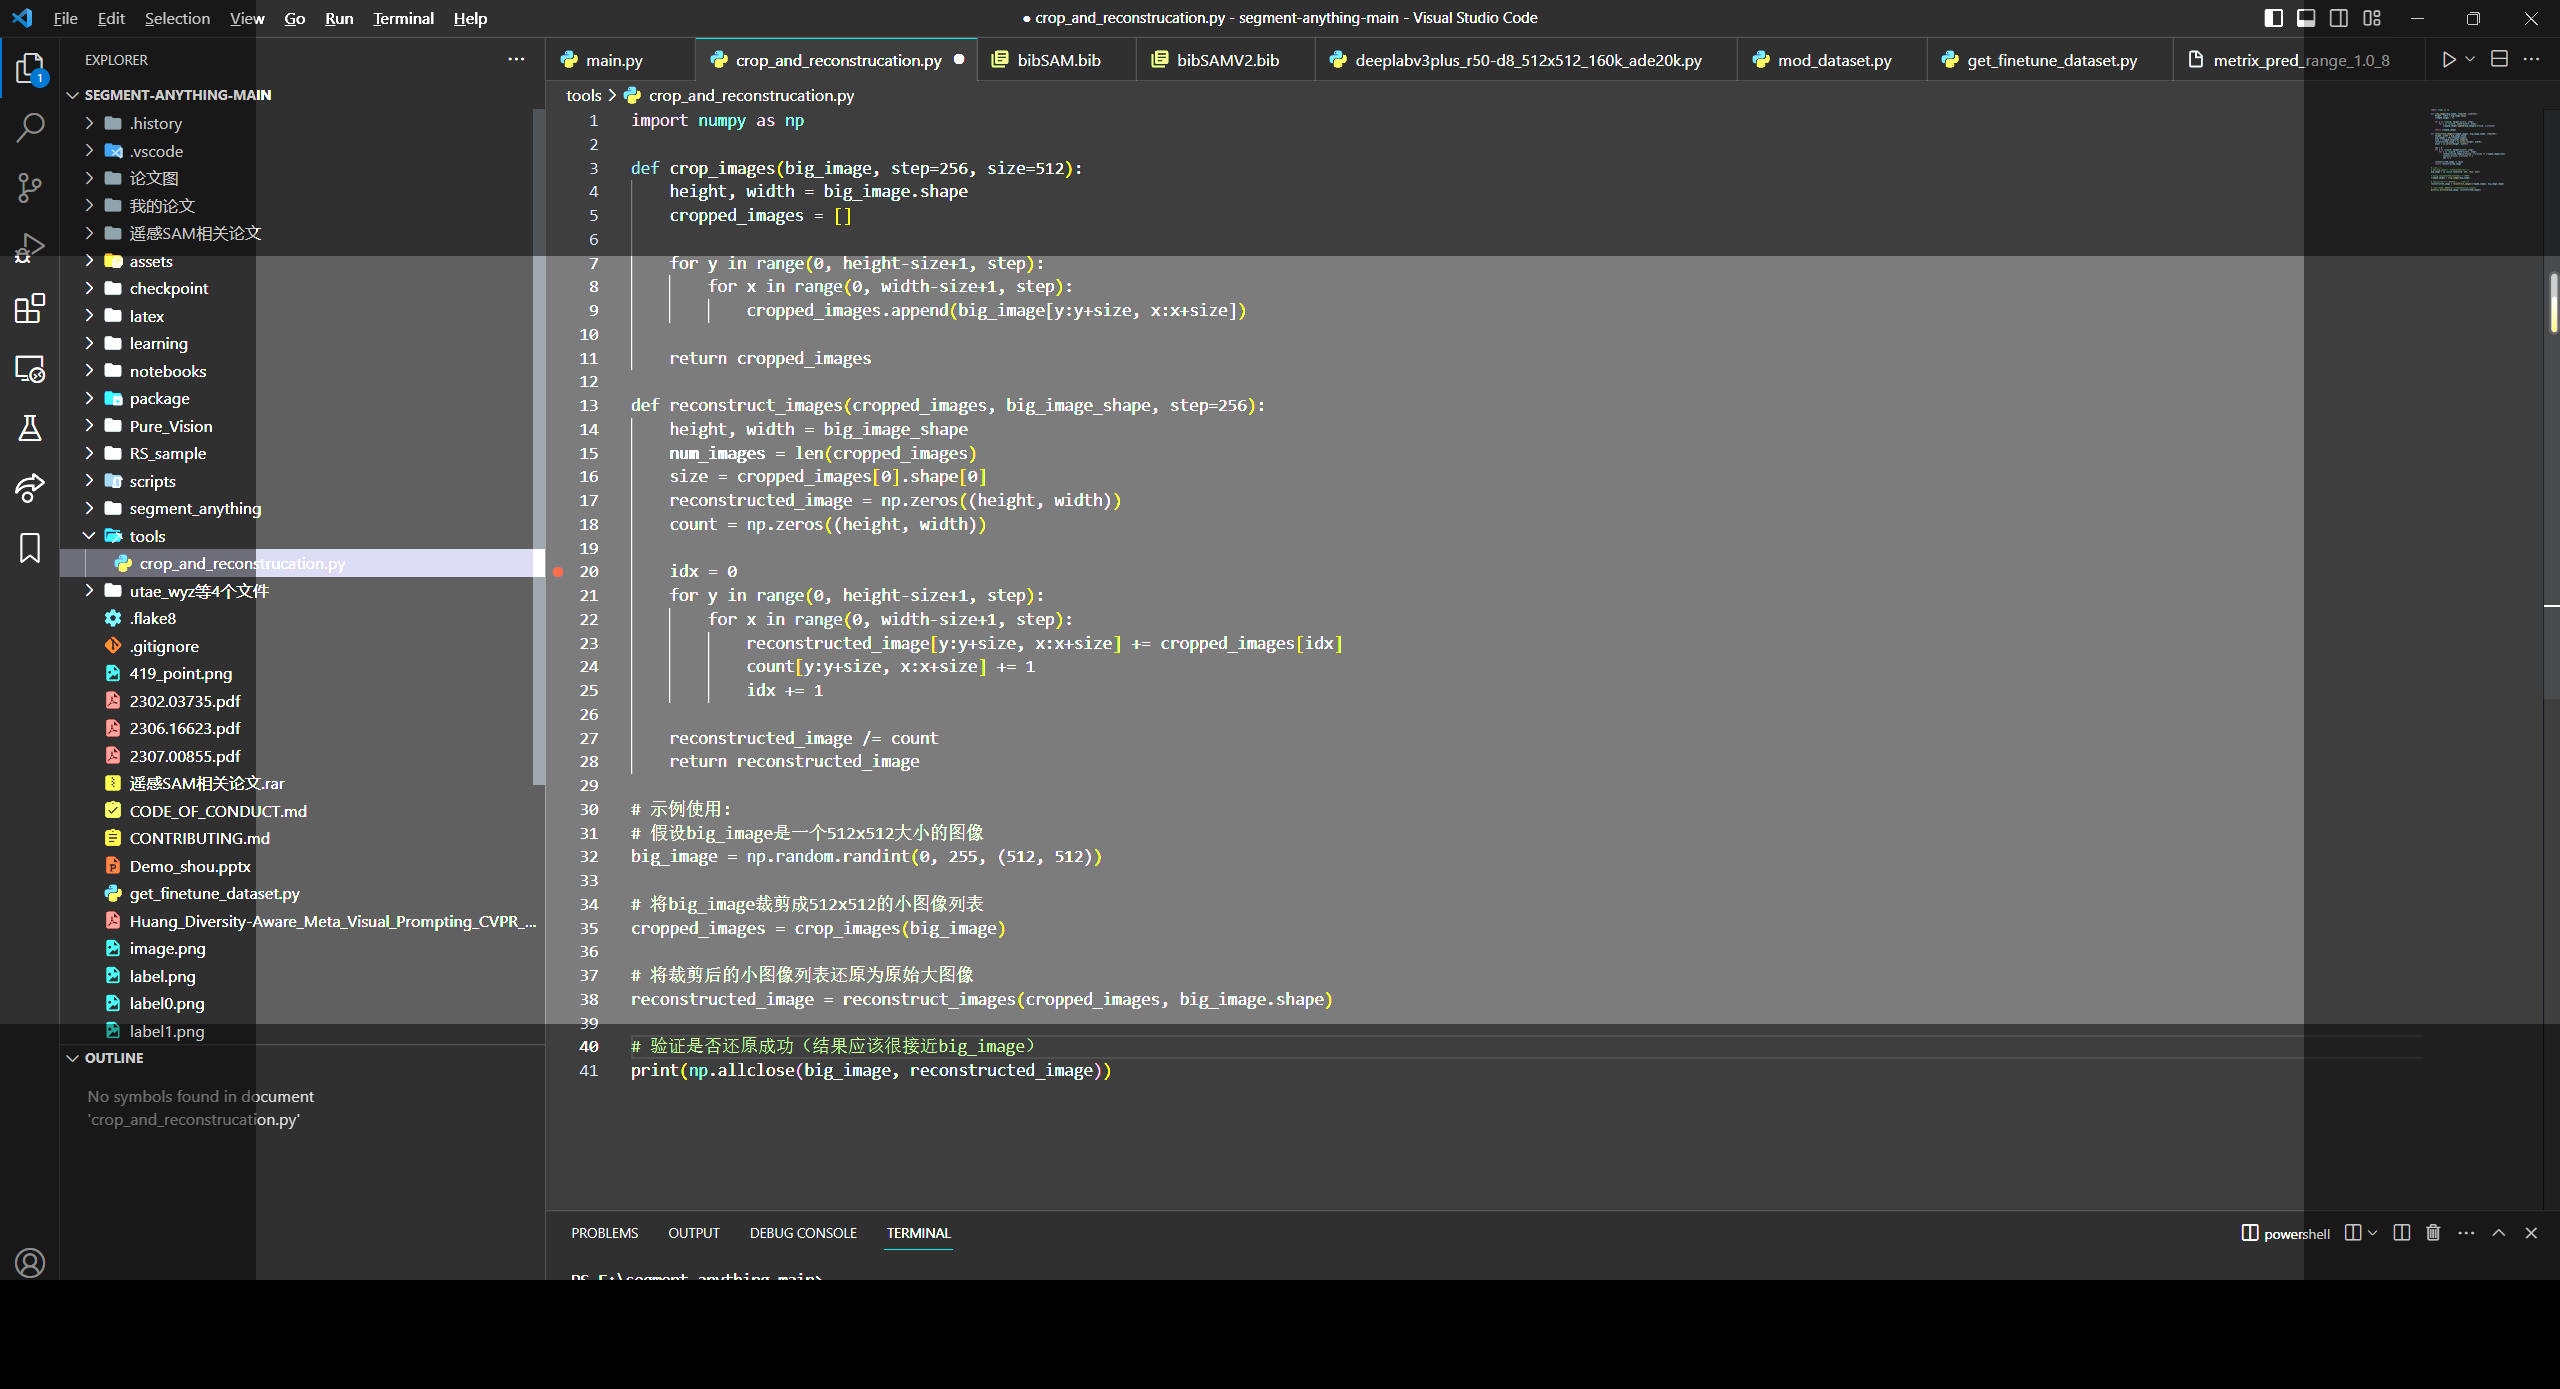 File Edit Selection View Go Run Terminal Help
● crop_and_reconstrucation.py - segment-anything-main - Visual Studio Code
EXPLORER
1
SEGMENT-ANYTHING-MAIN
.history
.vscode
论文图
我的论文
遥感SAM相关论文
assets
checkpoint
latex
learning
notebooks
package
Pure_Vision
RS_sample
scripts
segment_anything
tools
crop_and_reconstrucation.py
utae_wyz等4个文件
.flake8
.gitignore
419_point.png
2302.03735.pdf
2306.16623.pdf
2307.00855.pdf
遥感SAM相关论文.rar
CODE_OF_CONDUCT.md
CONTRIBUTING.md
Demo_shou.pptx
get_finetune_dataset.py
Huang_Diversity-Aware_Meta_Visual_Prompting_CVPR_...
image.png
label.png
label0.png
label1.png
OUTLINE
No symbols found in document
'crop_and_reconstrucation.py'
main.py crop_and_reconstrucation.py bibSAM.bib bibSAMV2.bib deeplabv3plus_r50-d8_512x512_160k_ade20k.py mod_dataset.py get_finetune_dataset.py metrix_pred_range_1.0_8
tools > crop_and_reconstrucation.py
1 import numpy as np
2
3 def crop_images(big_image, step=256, size=512):
4     height, width = big_image.shape
5     cropped_images = []
6
7     for y in range(0, height-size+1, step):
8         for x in range(0, width-size+1, step):
9             cropped_images.append(big_image[y:y+size, x:x+size])
10
11     return cropped_images
12
13 def reconstruct_images(cropped_images, big_image_shape, step=256):
14     height, width = big_image_shape
15     num_images = len(cropped_images)
16     size = cropped_images[0].shape[0]
17     reconstructed_image = np.zeros((height, width))
18     count = np.zeros((height, width))
19
20     idx = 0
21     for y in range(0, height-size+1, step):
22         for x in range(0, width-size+1, step):
23             reconstructed_image[y:y+size, x:x+size] += cropped_images[idx]
24             count[y:y+size, x:x+size] += 1
25             idx += 1
26
27     reconstructed_image /= count
28     return reconstructed_image
29
30 # 示例使用:
31 # 假设big_image是一个512x512大小的图像
32 big_image = np.random.randint(0, 255, (512, 512))
33
34 # 将big_image裁剪成512x512的小图像列表
35 cropped_images = crop_images(big_image)
36
37 # 将裁剪后的小图像列表还原为原始大图像
38 reconstructed_image = reconstruct_images(cropped_images, big_image.shape)
39
40 # 验证是否还原成功（结果应该很接近big_image）
41 print(np.allclose(big_image, reconstructed_image))
PROBLEMS OUTPUT DEBUG CONSOLE TERMINAL
powershell
PS E:\segment-anything-main>